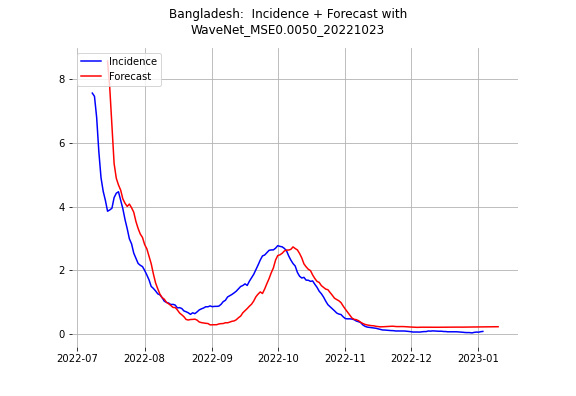 Bangladesh:  Incidence + Forecast with
WaveNet_MSE0.0050_20221023
Incidence
Forecast
8
6
4
2
0
2022-07 2022-08 2022-09 2022-10 2022-11 2022-12 2023-01